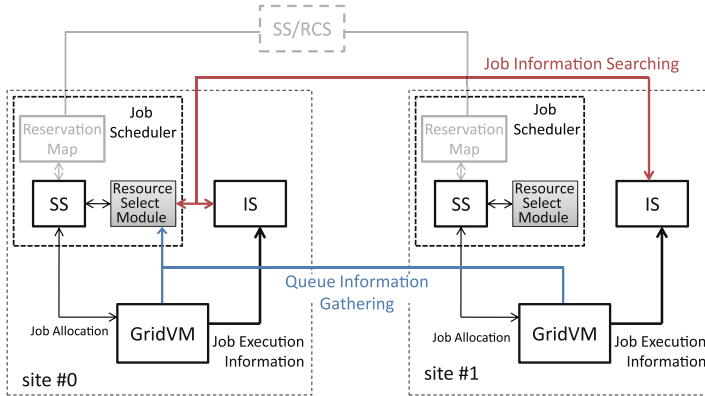 SS/RCS
Job Information Searching
Job
Scheduler
Reservation
Map
SS
Resource
Select
Module
IS
Job
Scheduler
Reservation
Map
SS
Resource
Select
Module
IS
Queue Information
Gathering
Job Allocation
GridVM
Job Execution
Information
site #0
Job Allocation
GridVM
Job Execution
Information
site #1